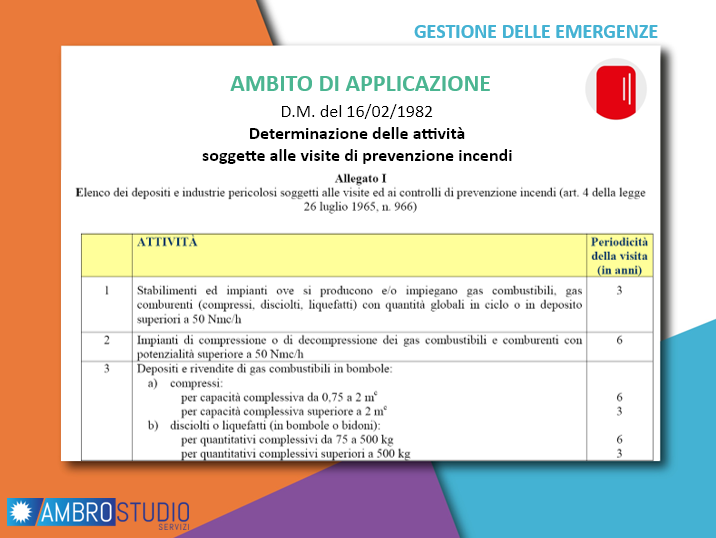 GESTIONE DELLE EMERGENZE
AMBITO DI APPLICAZIONE
D.M. del 16/02/1982
Determinazione delle attività
soggette alle visite di prevenzione incendi
Allegato I
Elenco dei depositi e industrie pericolosi soggetti alle visite ed ai controlli di prevenzione incendi (art. 4 della legge
26 luglio 1965, n. 966)
ATTIVITÀ
Periodicità
della visita
(in anni)
1 Stabilimenti ed impianti ove si producono e/o impiegano gas combustibili, gas 3
comburenti (compressi, disciolti, liquefatti) con quantità globali in ciclo o in deposito
superiori a 50 Nmc/h
2 Impianti di compressione o di decompressione dei gas combustibili e comburenti con 6
potenzialità superiore a 50 Nmc/h
3 Depositi e rivendite di gas combustibili in bombole:
a) compressi:
per capacità complessiva da 0,75 a 2 mᶜ 6
per capacità complessiva superiore a 2 mᶜ 3
b) disciolti o liquefatti (in bombole o bidoni):
per quantitativi complessivi da 75 a 500 kg 6
per quantitativi complessivi superiori a 500 kg 3
AMBROSTUDIO
SERVIZI